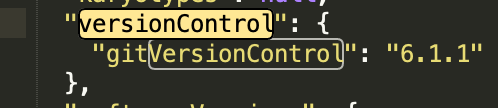 "versionControl": {
"gitVersionControl": "6.1.1"
},